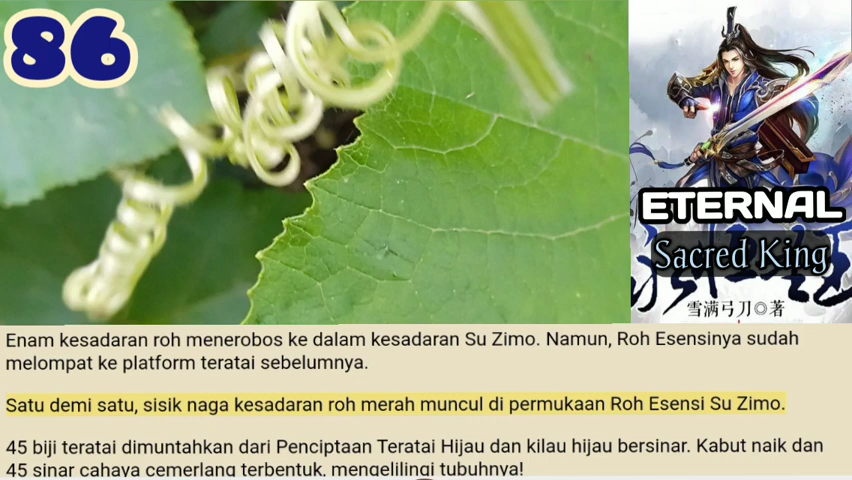 86
ETERNAL
Sacred King
雪满弓刀◎著
Enam kesadaran roh menerobos ke dalam kesadaran Su Zimo. Namun, Roh Esensinya sudah
melompat ke platform teratai sebelumnya.
Satu demi satu, sisik naga kesadaran roh merah muncul di permukaan Roh Esensi Su Zimo.
45 biji teratai dimuntahkan dari Penciptaan Teratai Hijau dan kilau hijau bersinar. Kabut naik dan
45 sinar cahaya cemerlang terbentuk, mengelilingi tubuhnya!